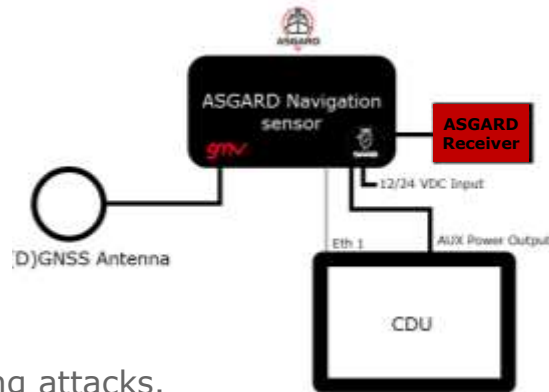 ASGARD
ASGARD Navigation
sensor
gmv
ASGARD
Receiver
12/24 VDC Input
Eth 1
AUX Power Output
D)GNSS Antenna
CDU
ng attacks.